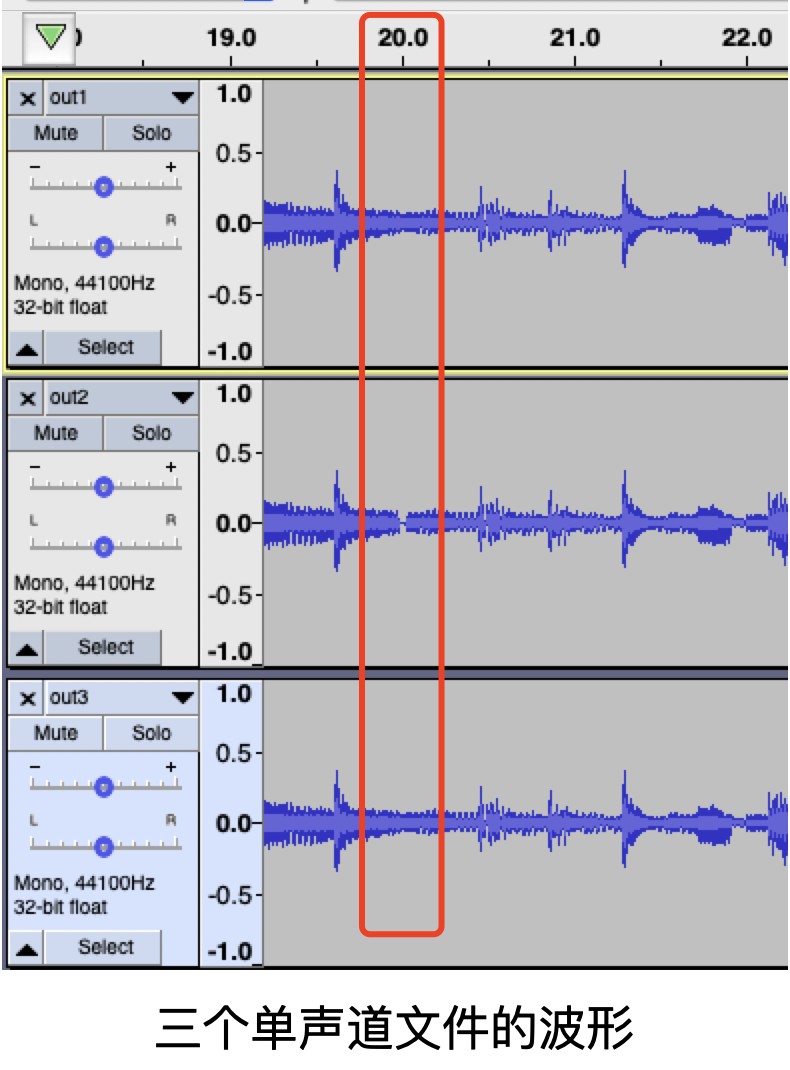 19.0 20.0 21.0 22.0
× out1
Mute Solo
- +
L R
Mono, 44100Hz
32-bit float
Select
1.0
0.5
0.0
-0.5
-1.0
× out2
Mute Solo
- +
L R
Mono, 44100Hz
32-bit float
Select
1.0
0.5
0.0
-0.5
-1.0
× out3
Mute Solo
- +
L R
Mono, 44100Hz
32-bit float
Select
1.0
0.5
0.0
-0.5
-1.0
三个单声道文件的波形